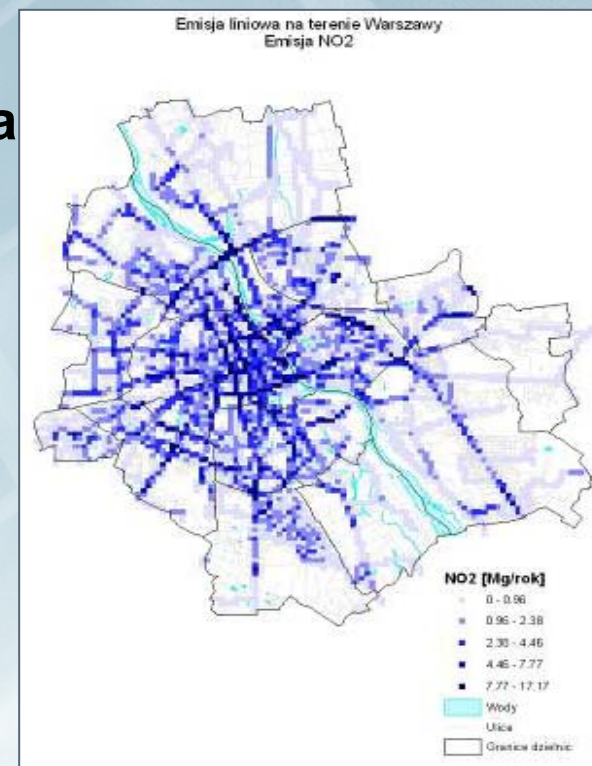 Emisja liniowa na terenie Warszawy
Emisja NO2
a
NO2 [Mg/rok]
0 - 0.96
0.96 - 2.38
2.38 - 4.46
4.46 - 7.77
7.77 - 17.17
Wody
Ulice
Granice dzielnic